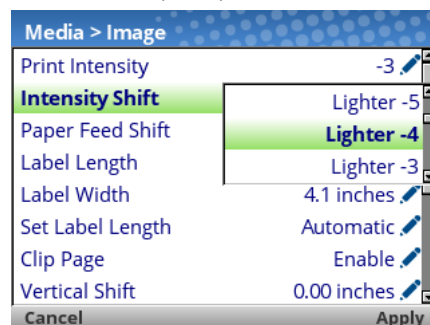 Media > Image
Print Intensity -3
Intensity Shift Lighter -5
Paper Feed Shift Lighter -4
Label Length Lighter -3
Label Width 4.1 inches
Set Label Length Automatic
Clip Page Enable
Vertical Shift 0.00 inches
Cancel Apply